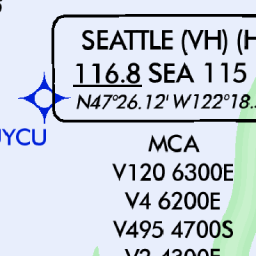 SEATTLE (VH) (H
116.8 SEA 115
N47°26.12' W122°18.
YCU
MCA
V120 6300E
V4 6200E
V495 4700S
V2 4300E